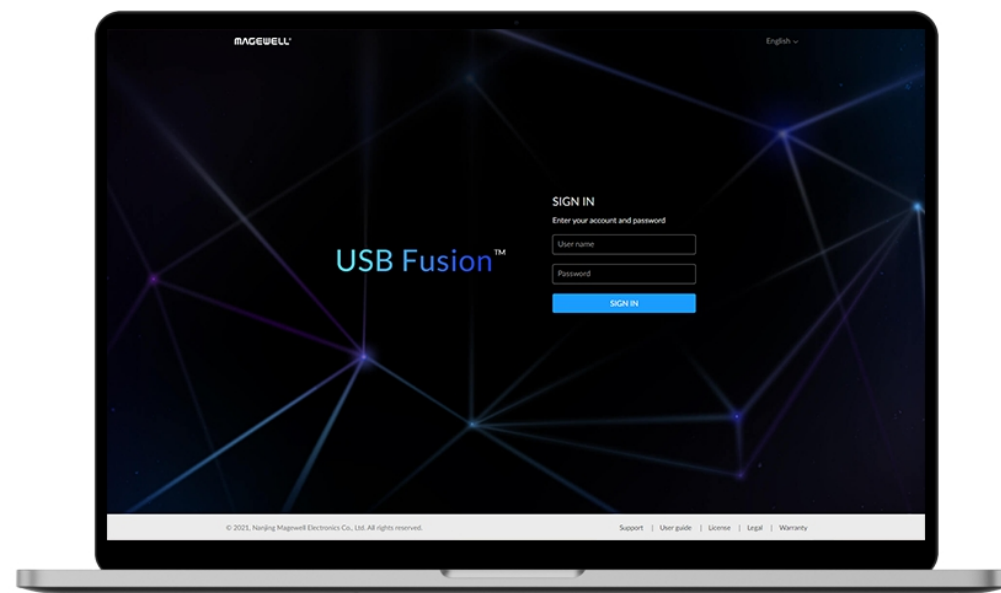 MAGEWELL
English
SIGN IN
Enter your account and password
User name
USB Fusion™
Password
SIGN IN
© 2021, Nanjing Magewell Electronics Co., Ltd. All rights reserved.
Support | User guide | License | Legal | Warranty